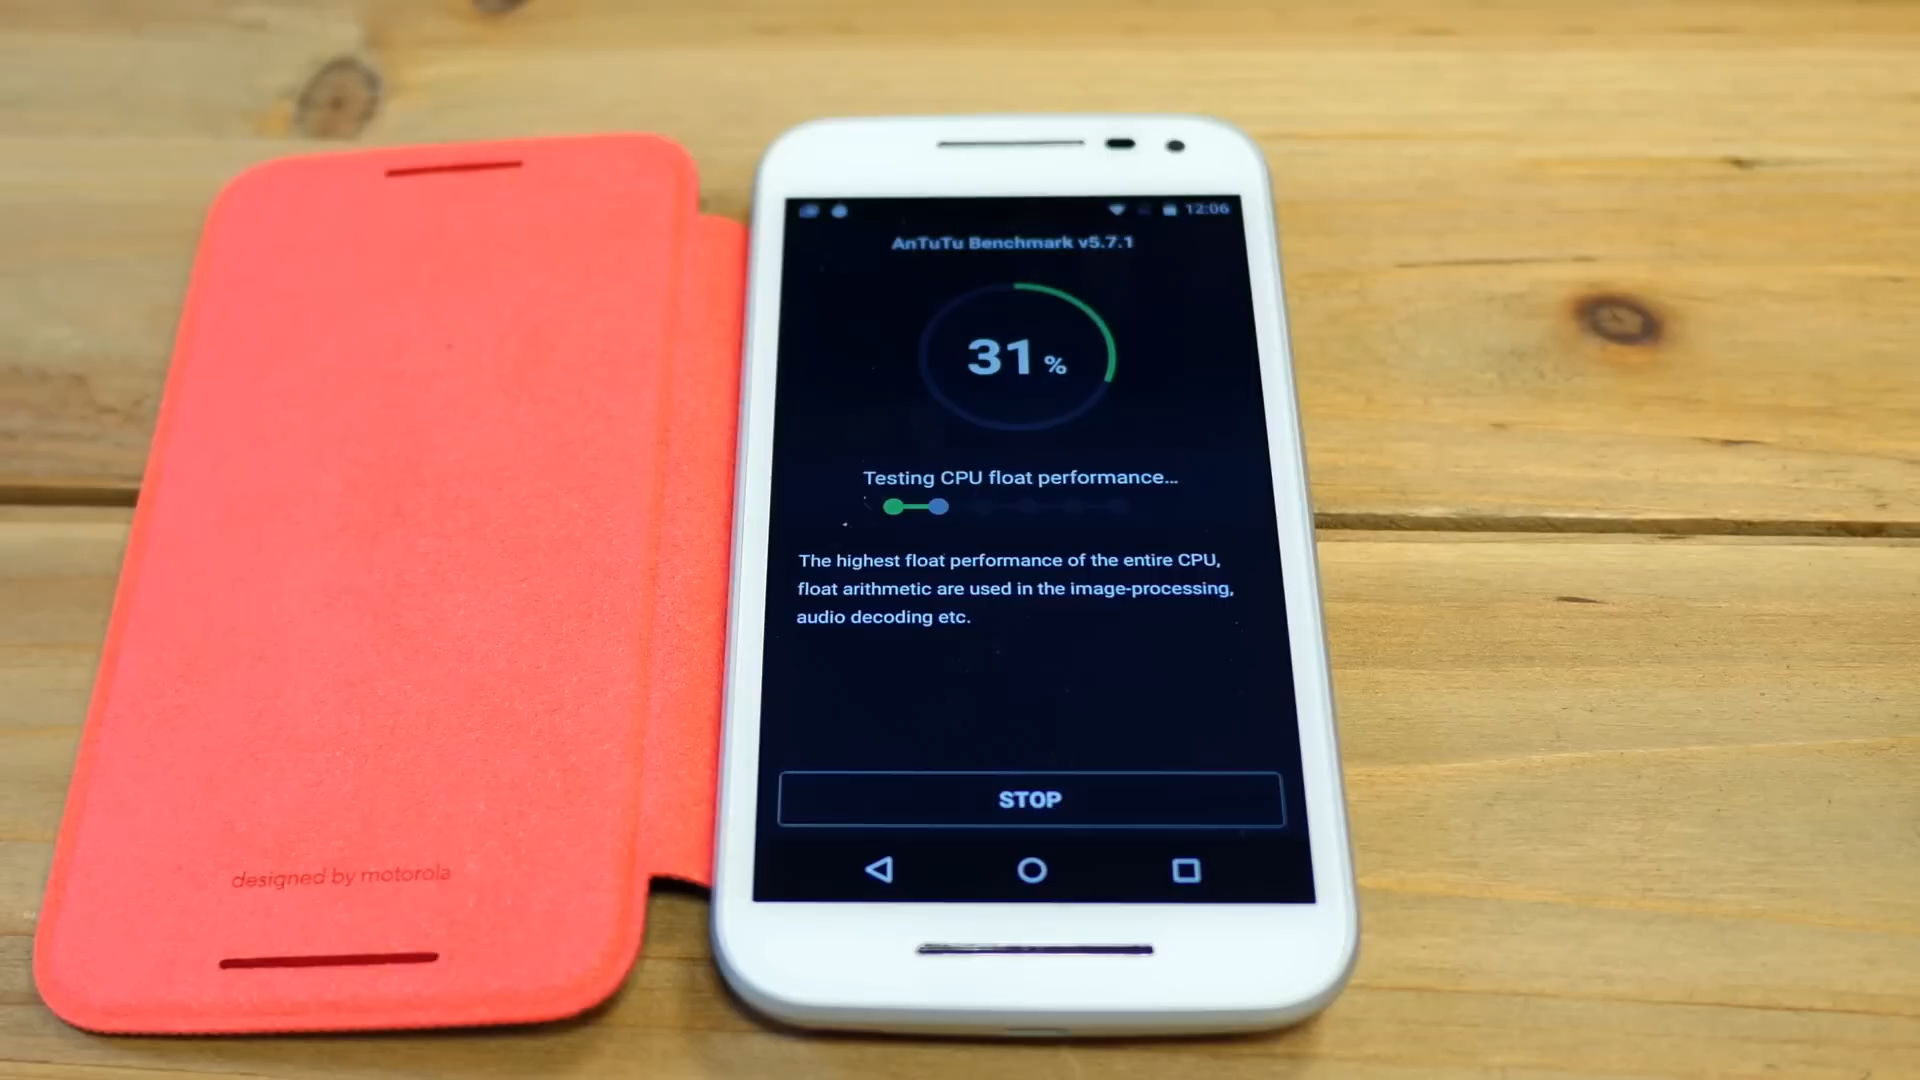 12:06
AnTuTu Benchmark v5.7.1
31 %
Testing CPU float performance...
The highest float performance of the entire CPU,
float arithmetic are used in the image-processing,
audio decoding etc.
STOP
designed by motorola